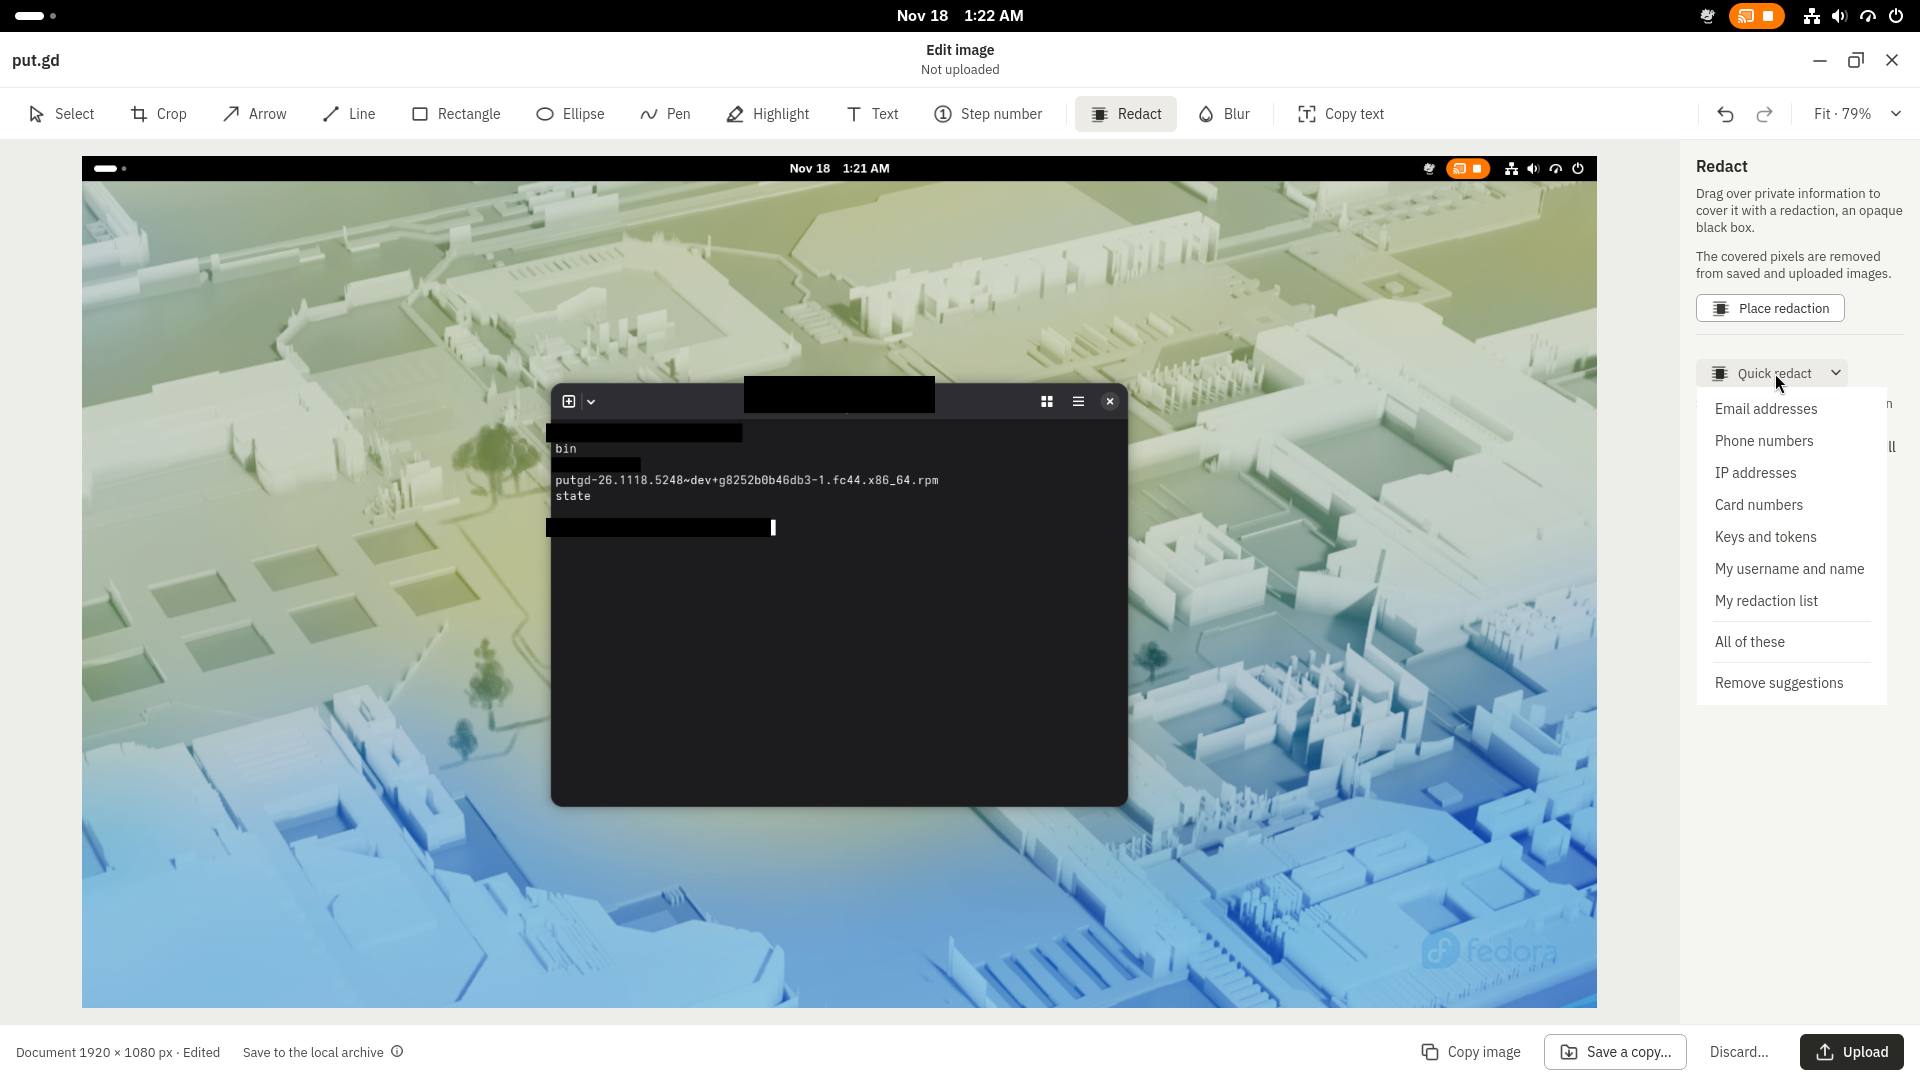 Nov 18 1:22 AM
put.gd
Edit image
Not uploaded
Select
Crop
Arrow
Line
Rectangle
Ellipse
Pen
Highlight
Text
1 Step number
Redact
Blur
Copy text
Fit · 79%
Nov 18 1:21 AM
bin
putgd-26.1118.5248~dev+g8252b0b46db3-1.fc44.x86_64.rpm
state
fedora
Redact
Drag over private information to
cover it with a redaction, an opaque
black box.
The covered pixels are removed
from saved and uploaded images.
Place redaction
Quick redact
Email addresses
Phone numbers
IP addresses
Card numbers
Keys and tokens
My username and name
My redaction list
All of these
Remove suggestions
Document 1920 × 1080 px · Edited
Save to the local archive
Copy image
Save a copy...
Discard...
Upload